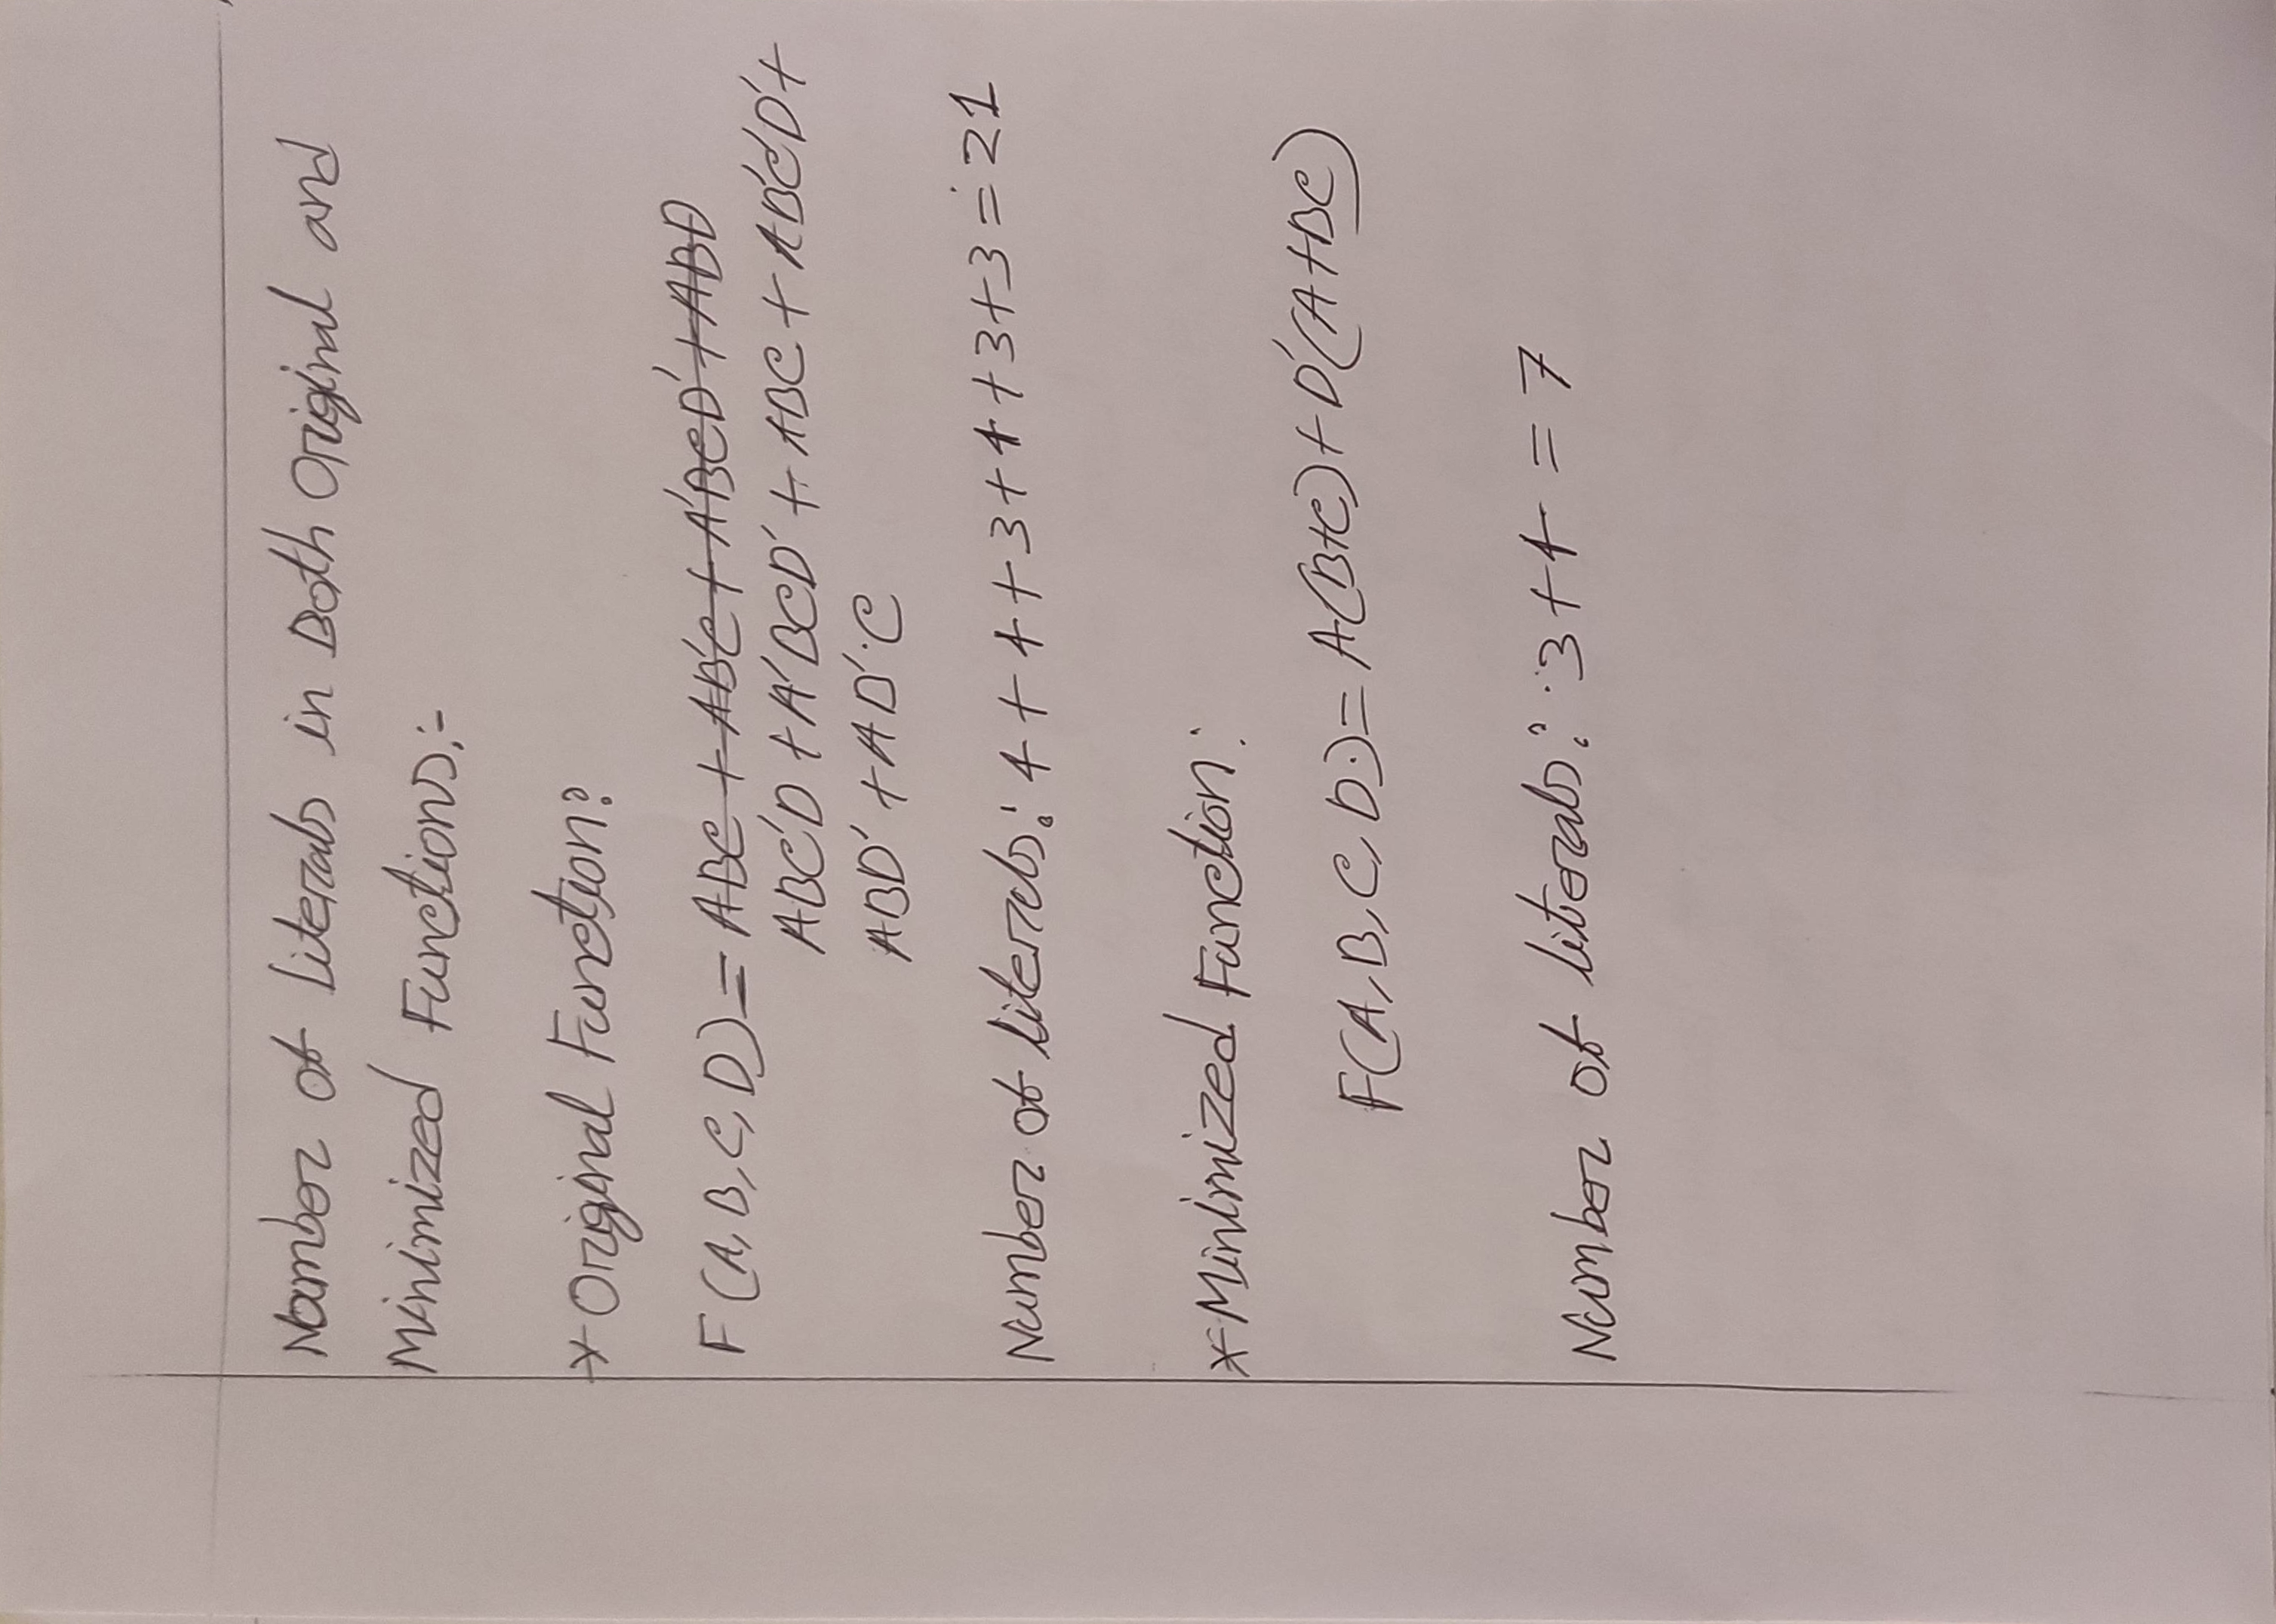 Number of literals in Both Original and
Minimized Functions:-
* Original Function:
F(A,B,C,D)= ABC + AB'C + A'BCD' + ABD
ABC'D + A'BCD' + ABC + AB'C'D' +
ABD' + AB'·C
Number of literals: 4 + 4 + 3 + 4 + 3 + 3 = 21
* Minimized Function:
F(A,B,C,D)= A(B+C) + D'(A+BC)
Number of literals: 3 + 4 = 7